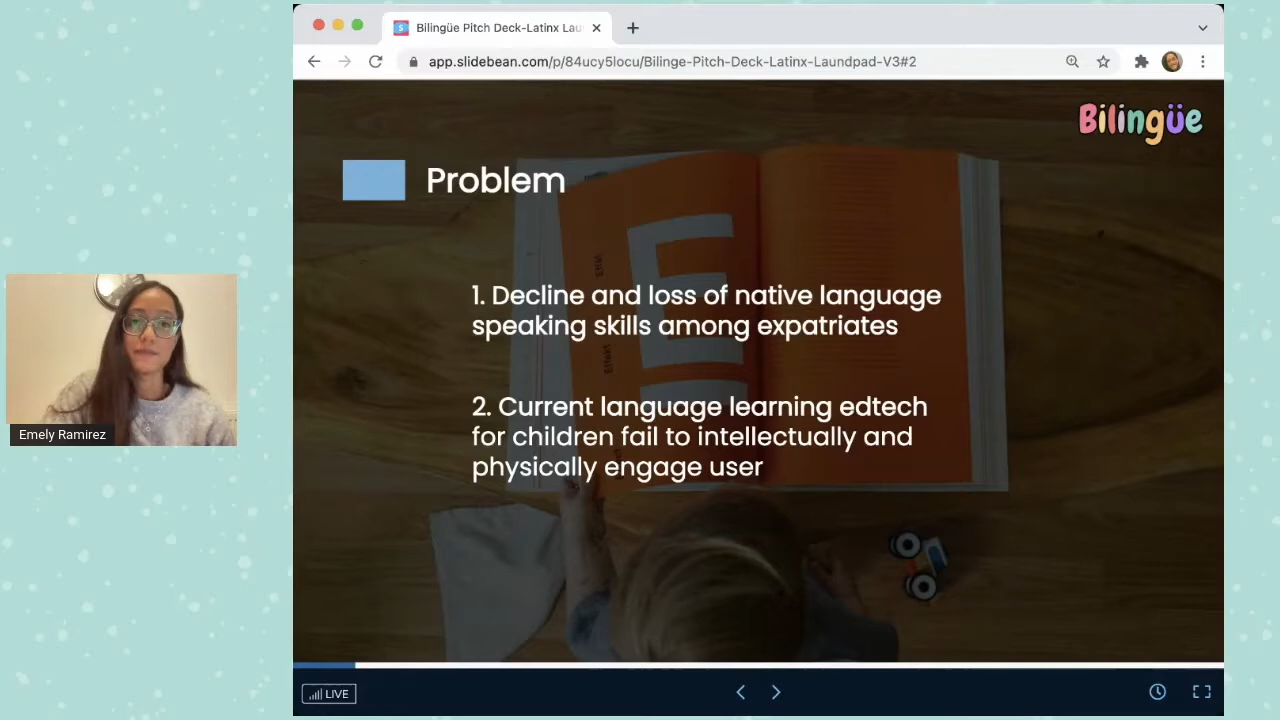 Bilingüe Pitch Deck-Latinx Lau
app.slidebean.com/p/84ucy5locu/Bilinge-Pitch-Deck-Latinx-Laundpad-V3#2
Bilingüe
Problem
Effekt
E
Effekt
1. Decline and loss of native language
speaking skills among expatriates
2. Current language learning edtech
for children fail to intellectually and
physically engage user
Emely Ramirez
LIVE